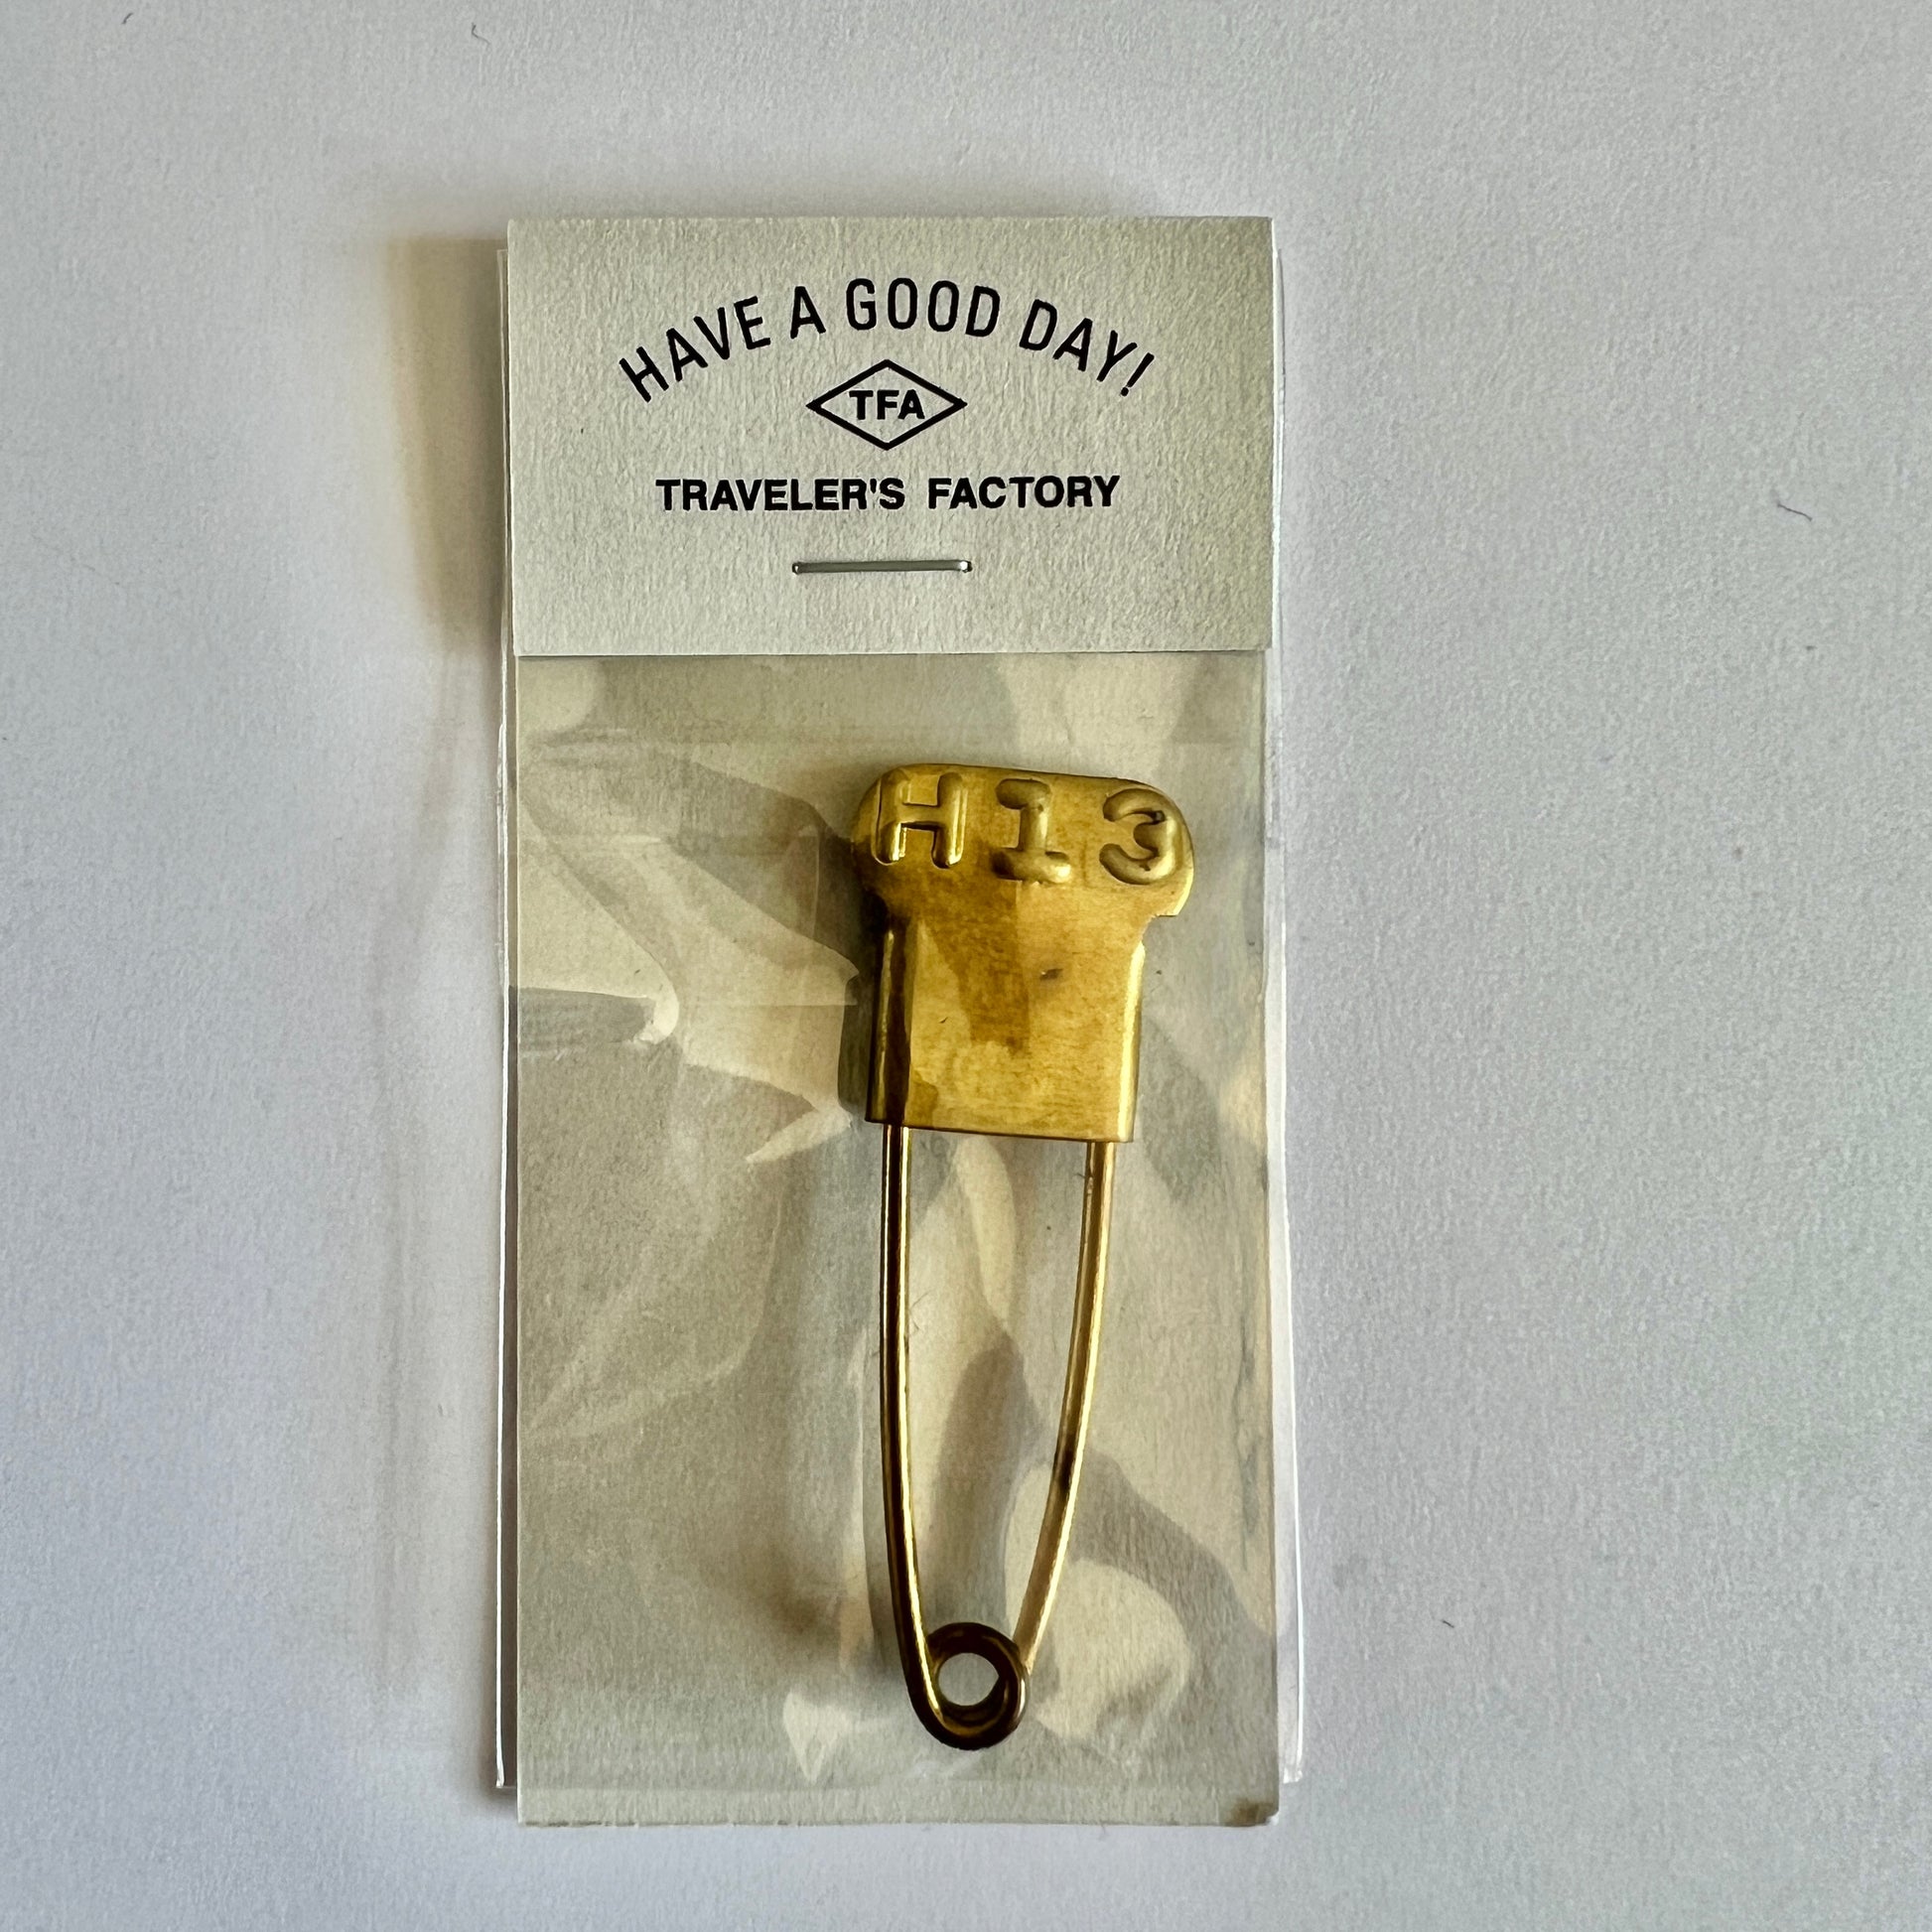 HAVE A GOOD DAY!
TFA
TRAVELER'S FACTORY
H13